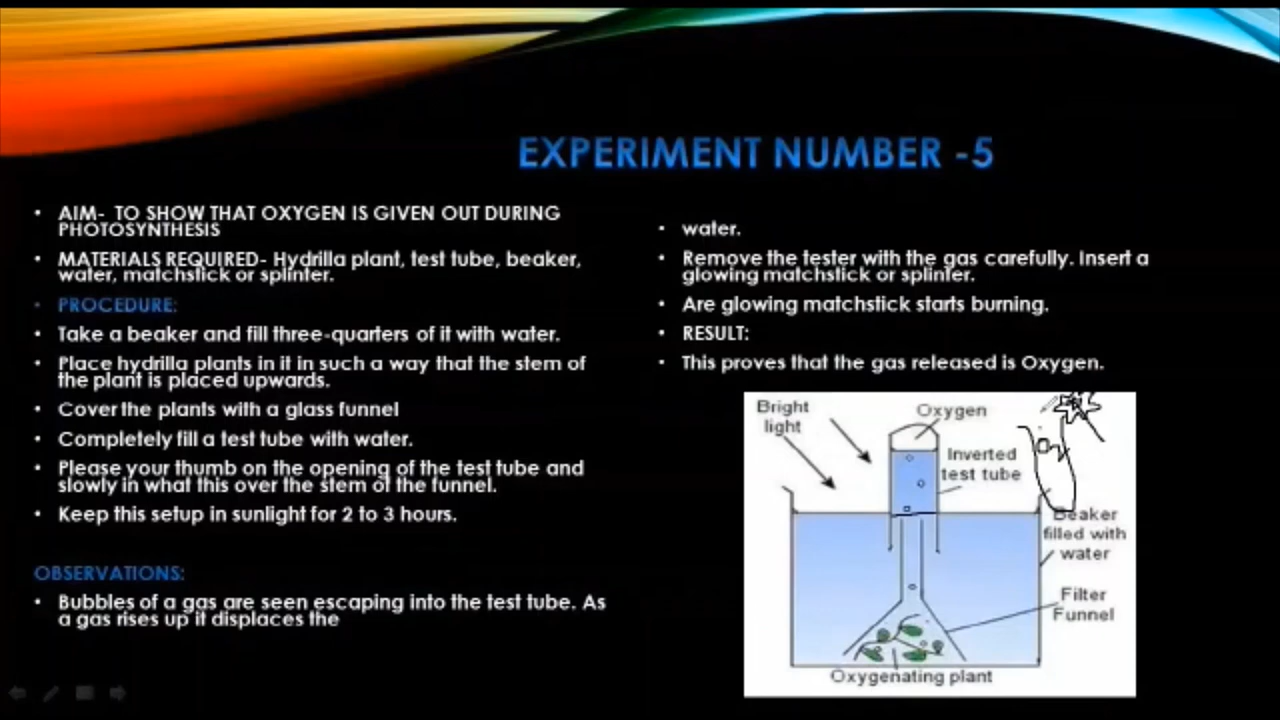 EXPERIMENT NUMBER -5
• AIM- TO SHOW THAT OXYGEN IS GIVEN OUT DURING
PHOTOSYNTHESIS
• MATERIALS REQUIRED- Hydrilla plant, test tube, beaker,
water, matchstick or splinter.
• PROCEDURE:
• Take a beaker and fill three-quarters of it with water.
• Place hydrilla plants in it in such a way that the stem of
the plant is placed upwards.
• Cover the plants with a glass funnel
• Completely fill a test tube with water.
• Please your thumb on the opening of the test tube and
slowly in what this over the stem of the funnel.
• Keep this setup in sunlight for 2 to 3 hours.
OBSERVATIONS:
• Bubbles of a gas are seen escaping into the test tube. As
a gas rises up it displaces the
• water.
• Remove the tester with the gas carefully. Insert a
glowing matchstick or splinter.
• Are glowing matchstick starts burning.
• RESULT:
• This proves that the gas released is Oxygen.
Bright
light
Oxygen
Inverted
test tube
Beaker
filled with
water
Filter
Funnel
Oxygenating plant